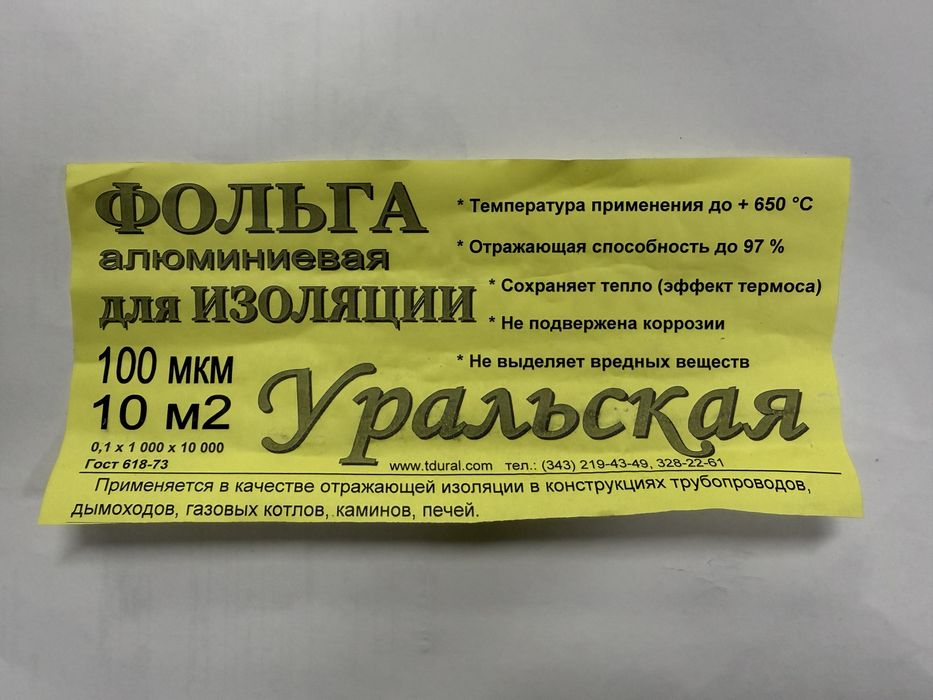 ФОЛЬГА
алюминиевая
для ИЗОЛЯЦИИ
100 мкм
10 м2
0,1 х 1 000 х 10 000
Гост 618-73
* Температура применения до + 650 °С
* Отражающая способность до 97 %
* Сохраняет тепло (эффект термоса)
* Не подвержена коррозии
* Не выделяет вредных веществ
Уральская
www.tdural.com тел.: (343) 219-43-49, 328-22-61
Применяется в качестве отражающей изоляции в конструкциях трубопроводов,
дымоходов, газовых котлов, каминов, печей.